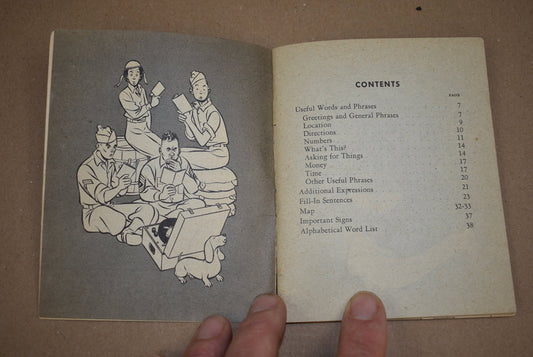 CONTENTS
PAGE
Useful Words and Phrases 7
Greetings and General Phrases 7
Location 9
Directions 10
Numbers 11
What's This? 14
Asking for Things 14
Money 17
Time 17
Other Useful Phrases 20
Additional Expressions 21
Fill-In Sentences 23
Map 32-33
Important Signs 37
Alphabetical Word List 38